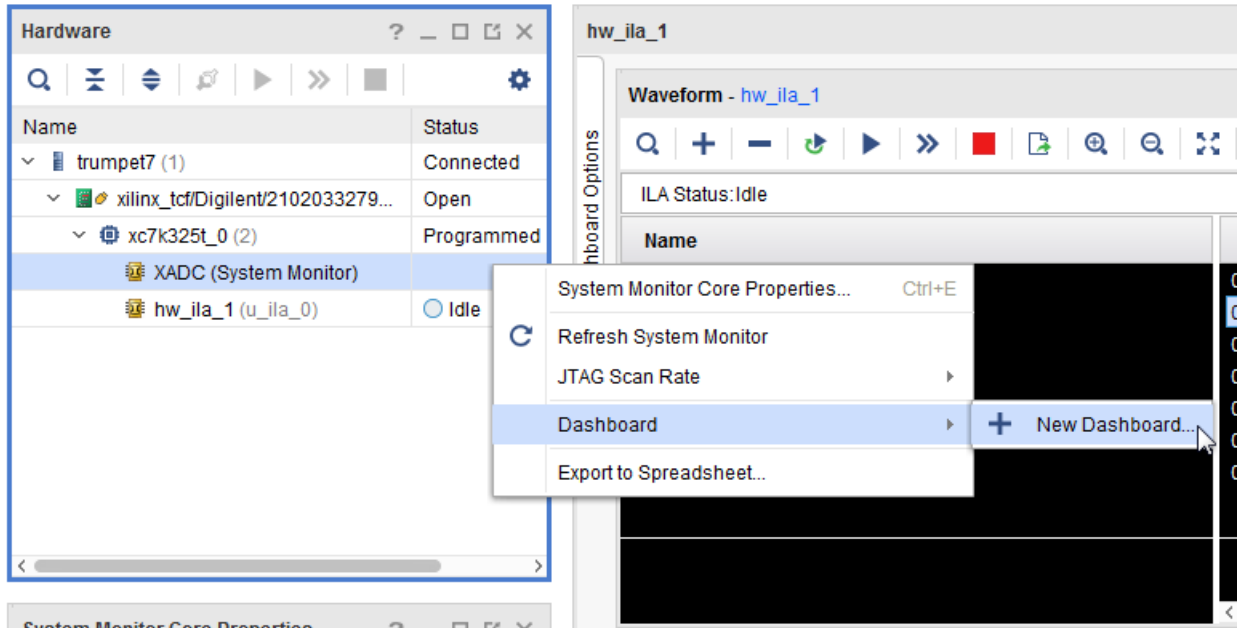 Hardware
?
Name
Status
trumpet7 (1)
Connected
xilinx_tcf/Digilent/2102033279...
Open
xc7k325t_0 (2)
Programmed
XADC (System Monitor)
hw_ila_1 (u_ila_0)
Idle
System Monitor Core Properties
?
hw_ila_1
hboard Options
Waveform - hw_ila_1
ILA Status:Idle
Name
System Monitor Core Properties... Ctrl+E
Refresh System Monitor
JTAG Scan Rate
Dashboard
New Dashboard...
Export to Spreadsheet...